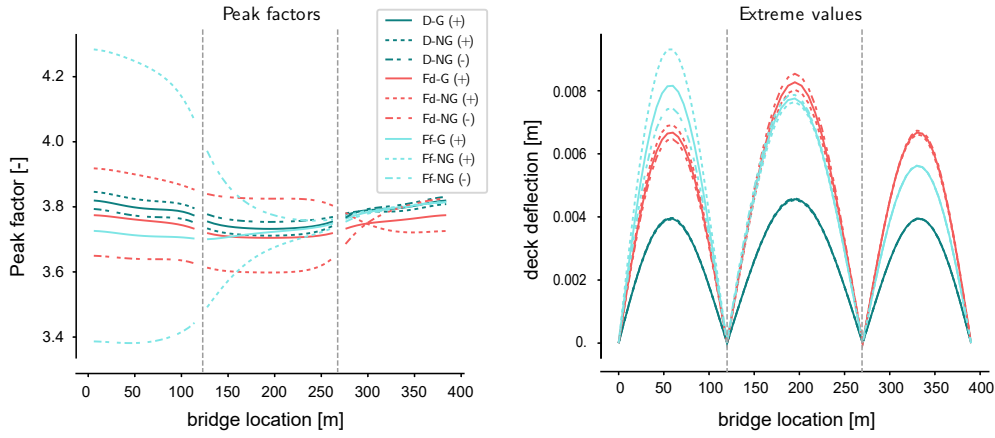 Peak factors
Peak factor [-]
4.2
4.0
3.8
3.6
3.4
0 50 100 150 200 250 300 350 400
bridge location [m]
D-G (+)
D-NG (+)
D-NG (-)
Fd-G (+)
Fd-NG (+)
Fd-NG (-)
Ff-G (+)
Ff-NG (+)
Ff-NG (-)
Extreme values
deck deflection [m]
0.008
0.006
0.004
0.002
0.
0 50 100 150 200 250 300 350 400
bridge location [m]